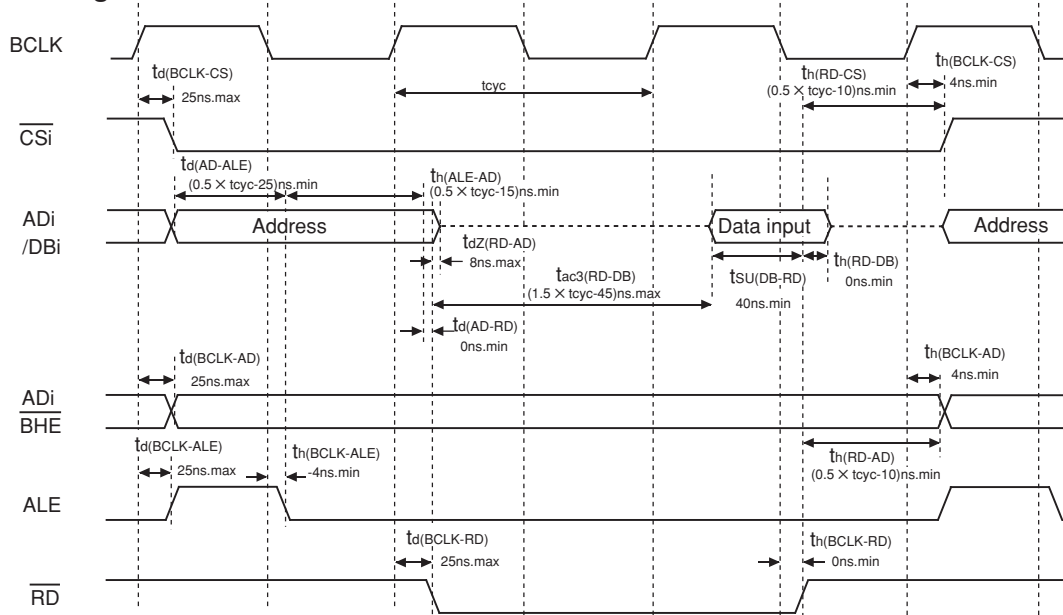 BCLK
td(BCLK-CS)
25ns.max
tcyc
th(RD-CS)
(0.5 × tcyc-10)ns.min
th(BCLK-CS)
4ns.min
CSi
td(AD-ALE)
(0.5 × tcyc-25)ns.min
th(ALE-AD)
(0.5 × tcyc-15)ns.min
ADi
/DBi
Address
Data input
Address
tdZ(RD-AD)
8ns.max
tac3(RD-DB)
(1.5 × tcyc-45)ns.max
tSU(DB-RD)
40ns.min
th(RD-DB)
0ns.min
td(AD-RD)
0ns.min
td(BCLK-AD)
25ns.max
th(BCLK-AD)
4ns.min
ADi
BHE
td(BCLK-ALE)
25ns.max
th(BCLK-ALE)
-4ns.min
th(RD-AD)
(0.5 × tcyc-10)ns.min
ALE
td(BCLK-RD)
25ns.max
th(BCLK-RD)
0ns.min
RD